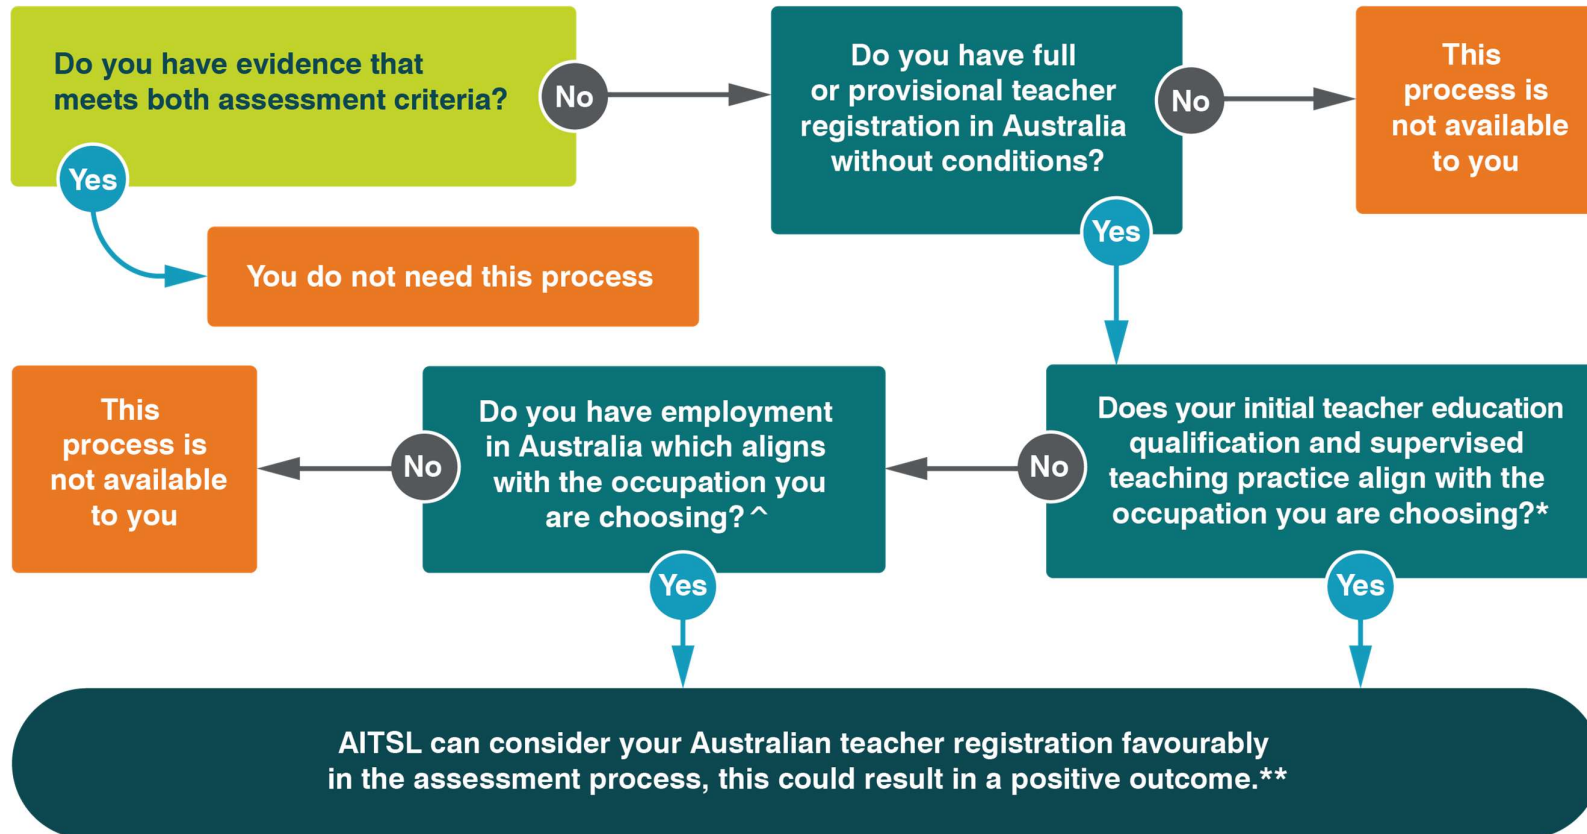 Do you have evidence that
meets both assessment criteria?
No
Yes
You do not need this process
Do you have full
or provisional teacher
registration in Australia
without conditions?
No
Yes
This
process is
not available
to you
Does your initial teacher education
qualification and supervised
teaching practice align with the
occupation you are choosing?*
No
Yes
Do you have employment
in Australia which aligns
with the occupation you
are choosing?^
No
Yes
This
process is
not available
to you
AITSL can consider your Australian teacher registration favourably
in the assessment process, this could result in a positive outcome.**